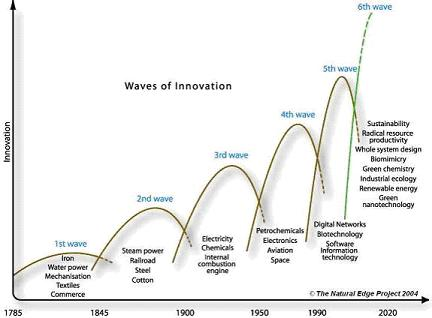 6th wave
5th wave
Waves of Innovation
4th wave
3rd wave
2nd wave
1st wave
Innovation
Iron
Water power
Mechanisation
Textiles
Commerce
Steam power
Railroad
Steel
Cotton
Electricity
Chemicals
Internal
combustion
engine
Petrochemicals
Electronics
Aviation
Space
Digital Networks
Biotechnology
Software
Information
technology
Sustainability
Radical resource
productivity
Whole system design
Biomimicry
Green chemistry
Industrial ecology
Renewable energy
Green
nanotechnology
© The Natural Edge Project 2004
1785
1845
1900
1950
1990
2020